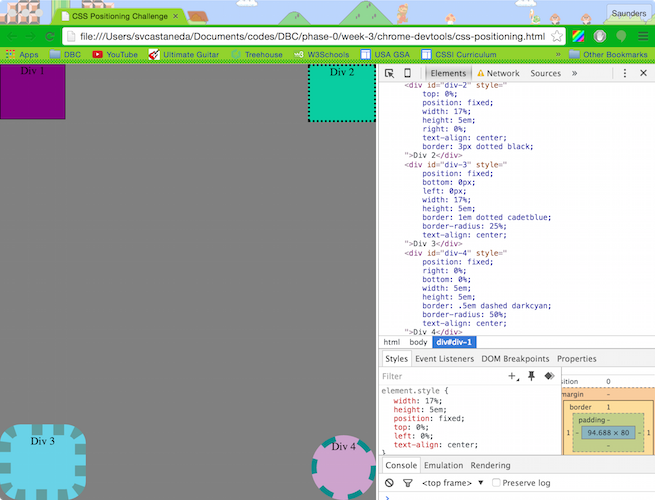 CSS Positioning Challenge ×
Saunders
file:///Users/svcastaneda/Documents/codes/DBC/phase-0/week-3/chrome-devtools/css-positioning.html
Apps DBC YouTube Ultimate Guitar Treehouse W3Schools USA GSA CSSi Curriculum » Other Bookmarks
Div 1
Div 2
Div 3
Div 4
Elements Network Sources » ⋮ ×
<div id="div-2" style="
top: 0%;
position: fixed;
width: 17%;
height: 5em;
right: 0%;
text-align: center;
border: 3px dotted black;
">Div 2</div>
<div id="div-3" style="
position: fixed;
bottom: 0px;
left: 0px;
width: 17%;
height: 5em;
border: 1em dotted cadetblue;
border-radius: 25%;
text-align: center;
">Div 3</div>
<div id="div-4" style="
position: fixed;
right: 0%;
bottom: 0%;
width: 5em;
height: 5em;
border: .5em dashed darkcyan;
border-radius: 50%;
text-align: center;
">Div 4</div>
html body div#div-1
Styles Event Listeners DOM Breakpoints Properties
Filter
element.style {
width: 17%;
height: 5em;
position: fixed;
top: 0%;
left: 0%;
text-align: center;
}
sition 0
margin -
border 1
padding -
1 - 94.688 × 80 - 1
Console Emulation Rendering
<top frame> ▼ Preserve log
>